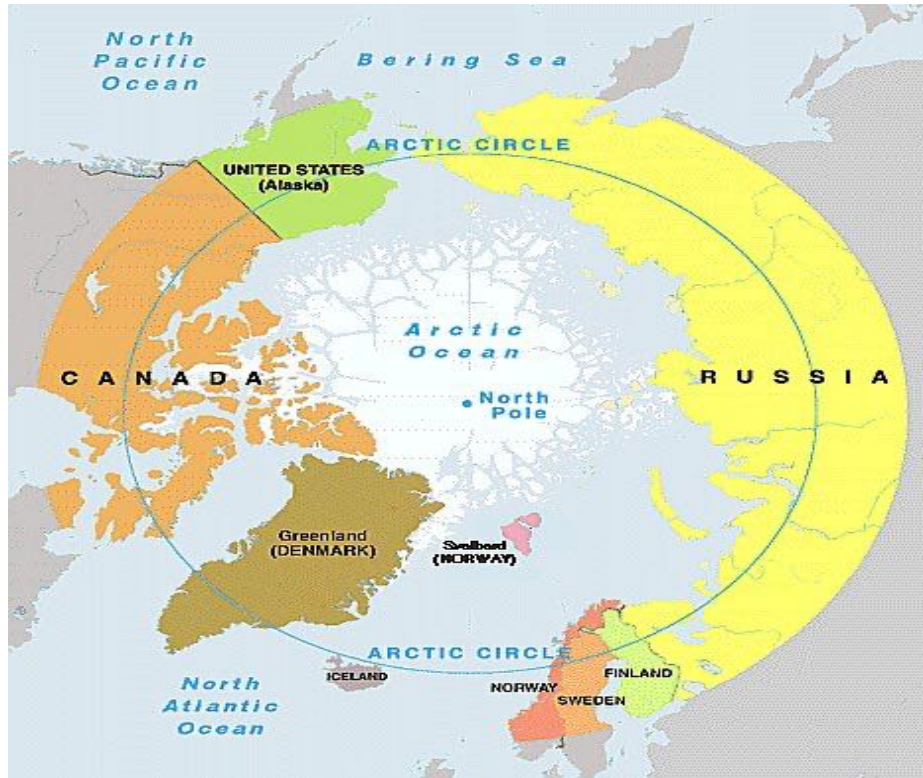 North
Pacific
Ocean
Bering Sea
ARCTIC CIRCLE
UNITED STATES
(Alaska)
Arctic
Ocean
CANADA
RUSSIA
North
Pole
Greenland
(DENMARK)
Svalbard
(NORWAY)
ARCTIC CIRCLE
ICELAND
FINLAND
NORWAY
SWEDEN
North
Atlantic
Ocean